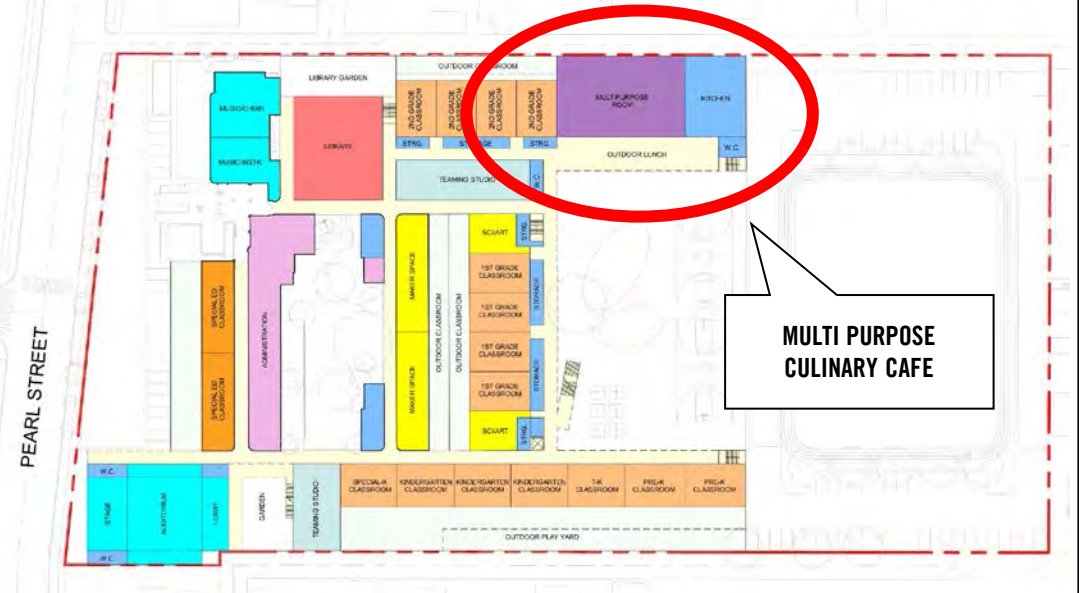 OUTDOOR CLASSROOM
LIBRARY GARDEN
MUSIC/CHOIR
MUSIC/INSTR.
LIBRARY
2ND GRADE
CLASSROOM
2ND GRADE
CLASSROOM
2ND GRADE
CLASSROOM
2ND GRADE
CLASSROOM
MULTIPURPOSE
ROOM
KITCHEN
STRG.
STORAGE
STRG.
W.C.
OUTDOOR LUNCH
TEAMING STUDIO
W.C.
SPECIAL ED
CLASSROOM
SPECIAL ED
CLASSROOM
ADMINISTRATION
MAKER SPACE
MAKER SPACE
OUTDOOR CLASSROOM
OUTDOOR CLASSROOM
SCI/ART
STRG.
1ST GRADE
CLASSROOM
1ST GRADE
CLASSROOM
1ST GRADE
CLASSROOM
1ST GRADE
CLASSROOM
STORAGE
STORAGE
SCI/ART
STRG.
MULTI PURPOSE
CULINARY CAFE
PEARL STREET
W.C.
STAGE
AUDITORIUM
LOBBY
W.C.
GARDEN
TEAMING STUDIO
SPECIAL-K
CLASSROOM
KINDERGARTEN
CLASSROOM
KINDERGARTEN
CLASSROOM
KINDERGARTEN
CLASSROOM
T-K
CLASSROOM
PRE-K
CLASSROOM
PRE-K
CLASSROOM
OUTDOOR PLAY YARD